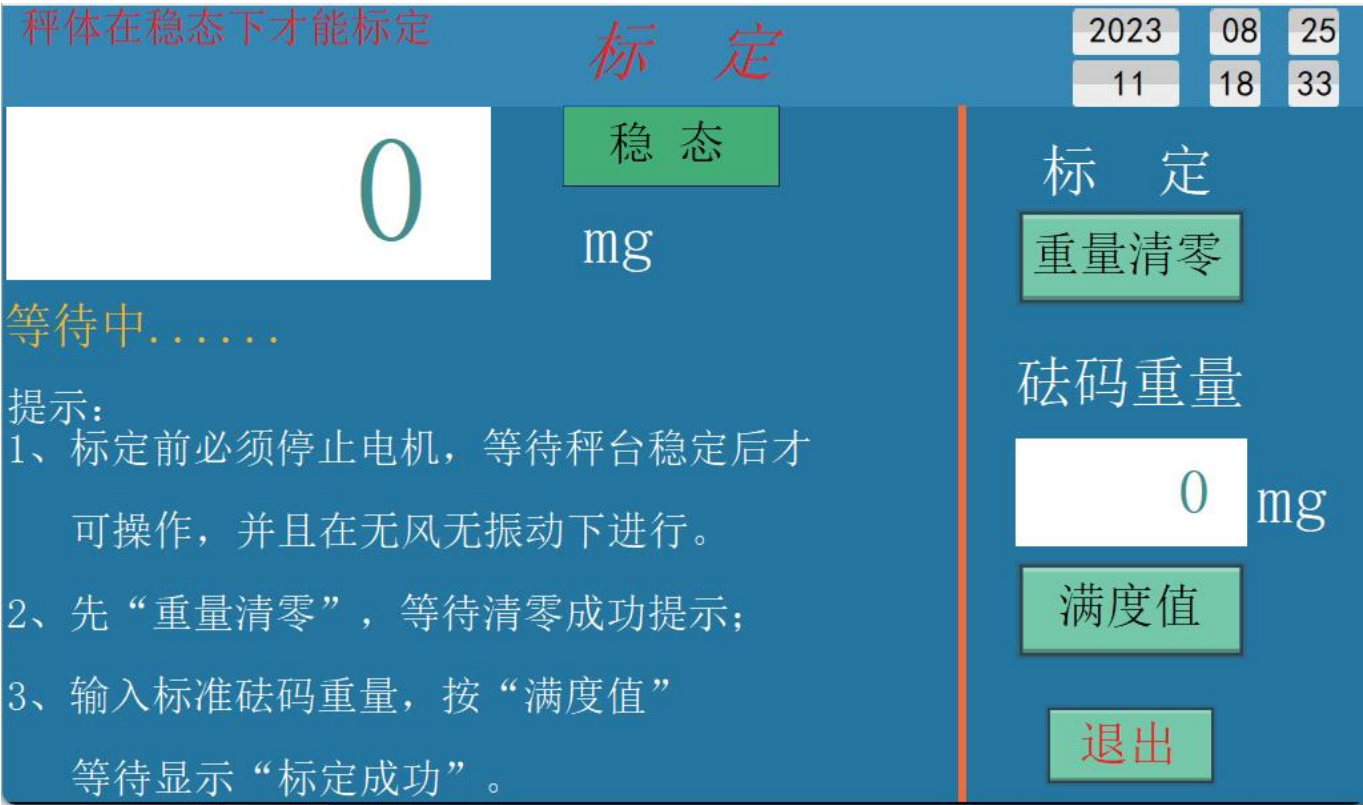 秤体在稳态下才能标定
标 定
2023 08 25
11 18 33
0
稳 态
mg
等待中......
提示：
1、标定前必须停止电机，等待秤台稳定后才
可操作，并且在无风无振动下进行。
2、先“重量清零”，等待清零成功提示；
3、输入标准砝码重量，按“满度值”
等待显示“标定成功”。
标 定
重量清零
砝码重量
0 mg
满度值
退出